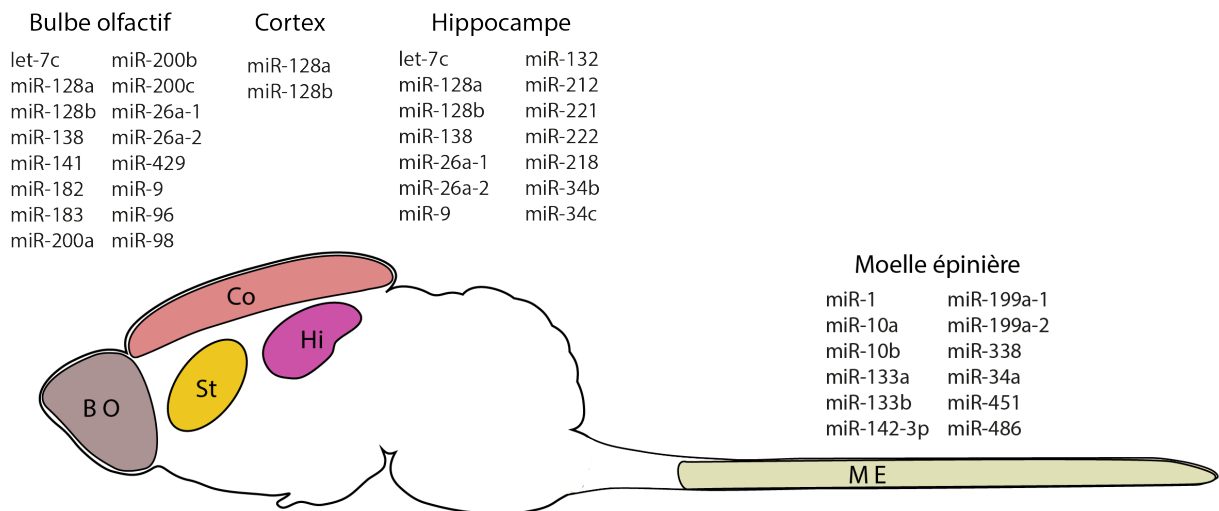 Bulbe olfactif
let-7c miR-200b
miR-128a miR-200c
miR-128b miR-26a-1
miR-138 miR-26a-2
miR-141 miR-429
miR-182 miR-9
miR-183 miR-96
miR-200a miR-98
Cortex
miR-128a
miR-128b
Hippocampe
let-7c miR-132
miR-128a miR-212
miR-128b miR-221
miR-138 miR-222
miR-26a-1 miR-218
miR-26a-2 miR-34b
miR-9 miR-34c
Moelle épinière
miR-1 miR-199a-1
miR-10a miR-199a-2
miR-10b miR-338
miR-133a miR-34a
miR-133b miR-451
miR-142-3p miR-486
Co
Hi
St
B O
M E